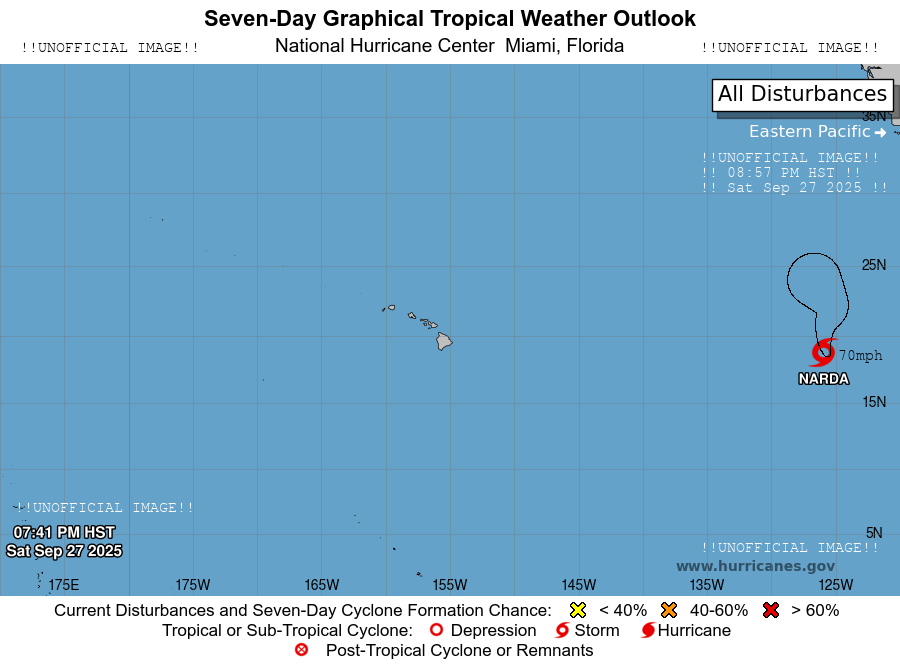 Seven-Day Graphical Tropical Weather Outlook
!!UNOFFICIAL IMAGE!! National Hurricane Center Miami, Florida !!UNOFFICIAL IMAGE!!
All Disturbances
35N
Eastern Pacific
!!UNOFFICIAL IMAGE!!
!! 08:57 PM HST !!
!! Sat Sep 27 2025 !!
25N
70mph
NARDA
15N
!!UNOFFICIAL IMAGE!!
07:41 PM HST
Sat Sep 27 2025
5N
!!UNOFFICIAL IMAGE!!
www.hurricanes.gov
175E 175W 165W 155W 145W 135W 125W
Current Disturbances and Seven-Day Cyclone Formation Chance: < 40% 40-60% > 60%
Tropical or Sub-Tropical Cyclone: Depression Storm Hurricane
Post-Tropical Cyclone or Remnants